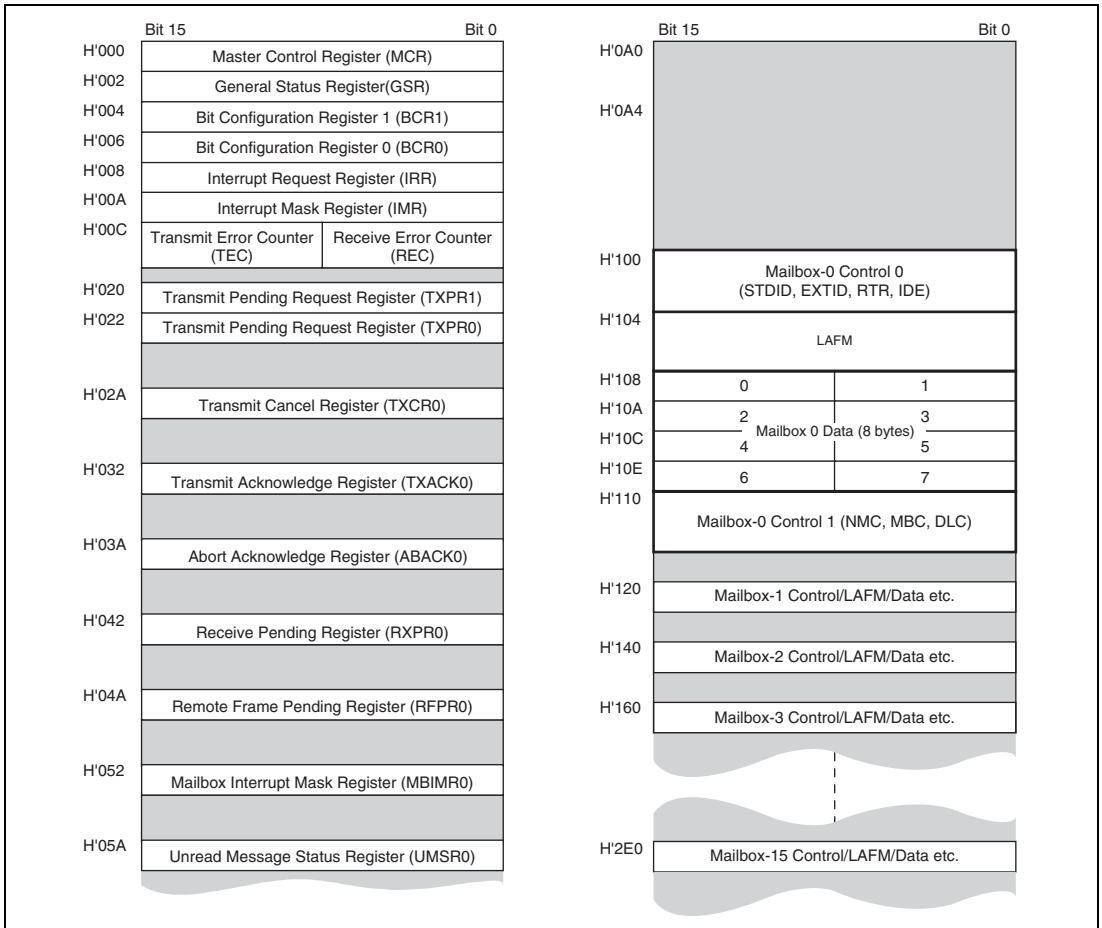 Bit 15 Bit 0
H'000 Master Control Register (MCR)
H'002 General Status Register(GSR)
H'004 Bit Configuration Register 1 (BCR1)
H'006 Bit Configuration Register 0 (BCR0)
H'008 Interrupt Request Register (IRR)
H'00A Interrupt Mask Register (IMR)
H'00C Transmit Error Counter Receive Error Counter
(TEC) (REC)
H'020 Transmit Pending Request Register (TXPR1)
H'022 Transmit Pending Request Register (TXPR0)
H'02A Transmit Cancel Register (TXCR0)
H'032 Transmit Acknowledge Register (TXACK0)
H'03A Abort Acknowledge Register (ABACK0)
H'042 Receive Pending Register (RXPR0)
H'04A Remote Frame Pending Register (RFPR0)
H'052 Mailbox Interrupt Mask Register (MBIMR0)
H'05A Unread Message Status Register (UMSR0)
Bit 15 Bit 0
H'0A0
H'0A4
H'100 Mailbox-0 Control 0
(STDID, EXTID, RTR, IDE)
H'104 LAFM
H'108 0 1
H'10A 2 3
Mailbox 0 Data (8 bytes)
H'10C 4 5
H'10E 6 7
H'110 Mailbox-0 Control 1 (NMC, MBC, DLC)
H'120 Mailbox-1 Control/LAFM/Data etc.
H'140 Mailbox-2 Control/LAFM/Data etc.
H'160 Mailbox-3 Control/LAFM/Data etc.
H'2E0 Mailbox-15 Control/LAFM/Data etc.